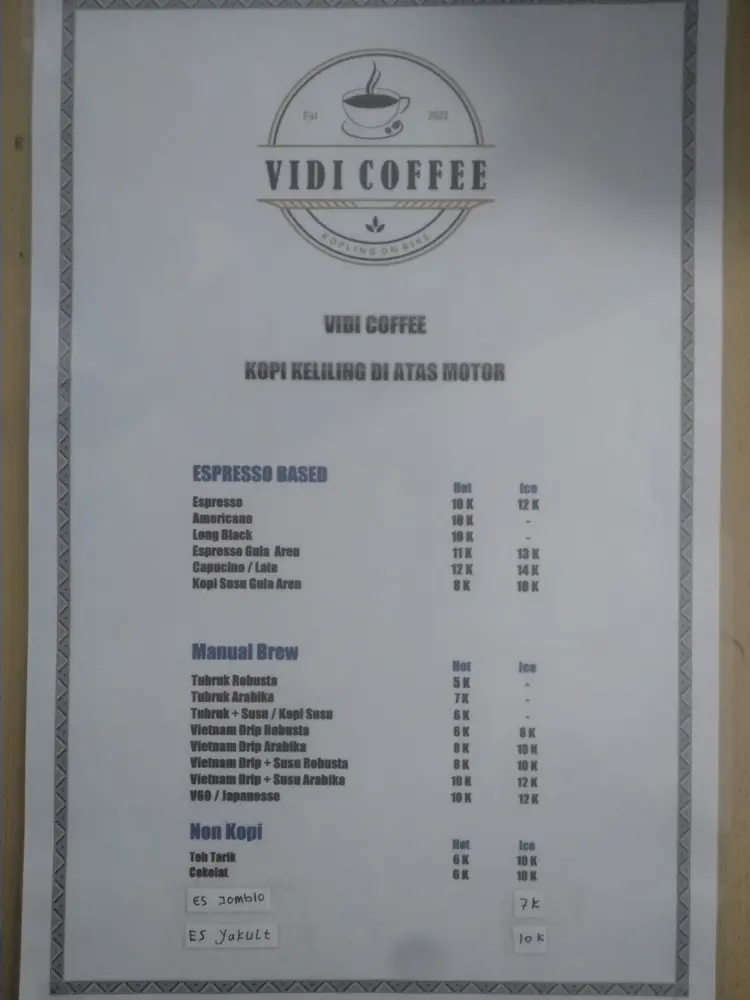 Est 2022
VIDI COFFEE
KOPLING ON BIKE
VIDI COFFEE
KOPI KELILING DI ATAS MOTOR
ESPRESSO BASED
Hot Ice
Espresso 10 K 12 K
Americano 10 K -
Long Black 10 K -
Espresso Gula Aren 11 K 13 K
Capucino / Late 12 K 14 K
Kopi Susu Gula Aren 8 K 10 K
Manual Brew
Hot Ice
Tubruk Robusta 5 K -
Tubruk Arabika 7 K -
Tubruk + Susu / Kopi Susu 6 K -
Vietnam Drip Robusta 6 K 8 K
Vietnam Drip Arabika 8 K 10 K
Vietnam Drip + Susu Robusta 8 K 10 K
Vietnam Drip + Susu Arabika 10 K 12 K
V60 / Japanosse 10 K 12 K
Non Kopi
Hot Ice
Teh Tarik 6 K 10 K
Cokelat 6 K 10 K
ES Jomblo 7 K
ES Yakult 10 K